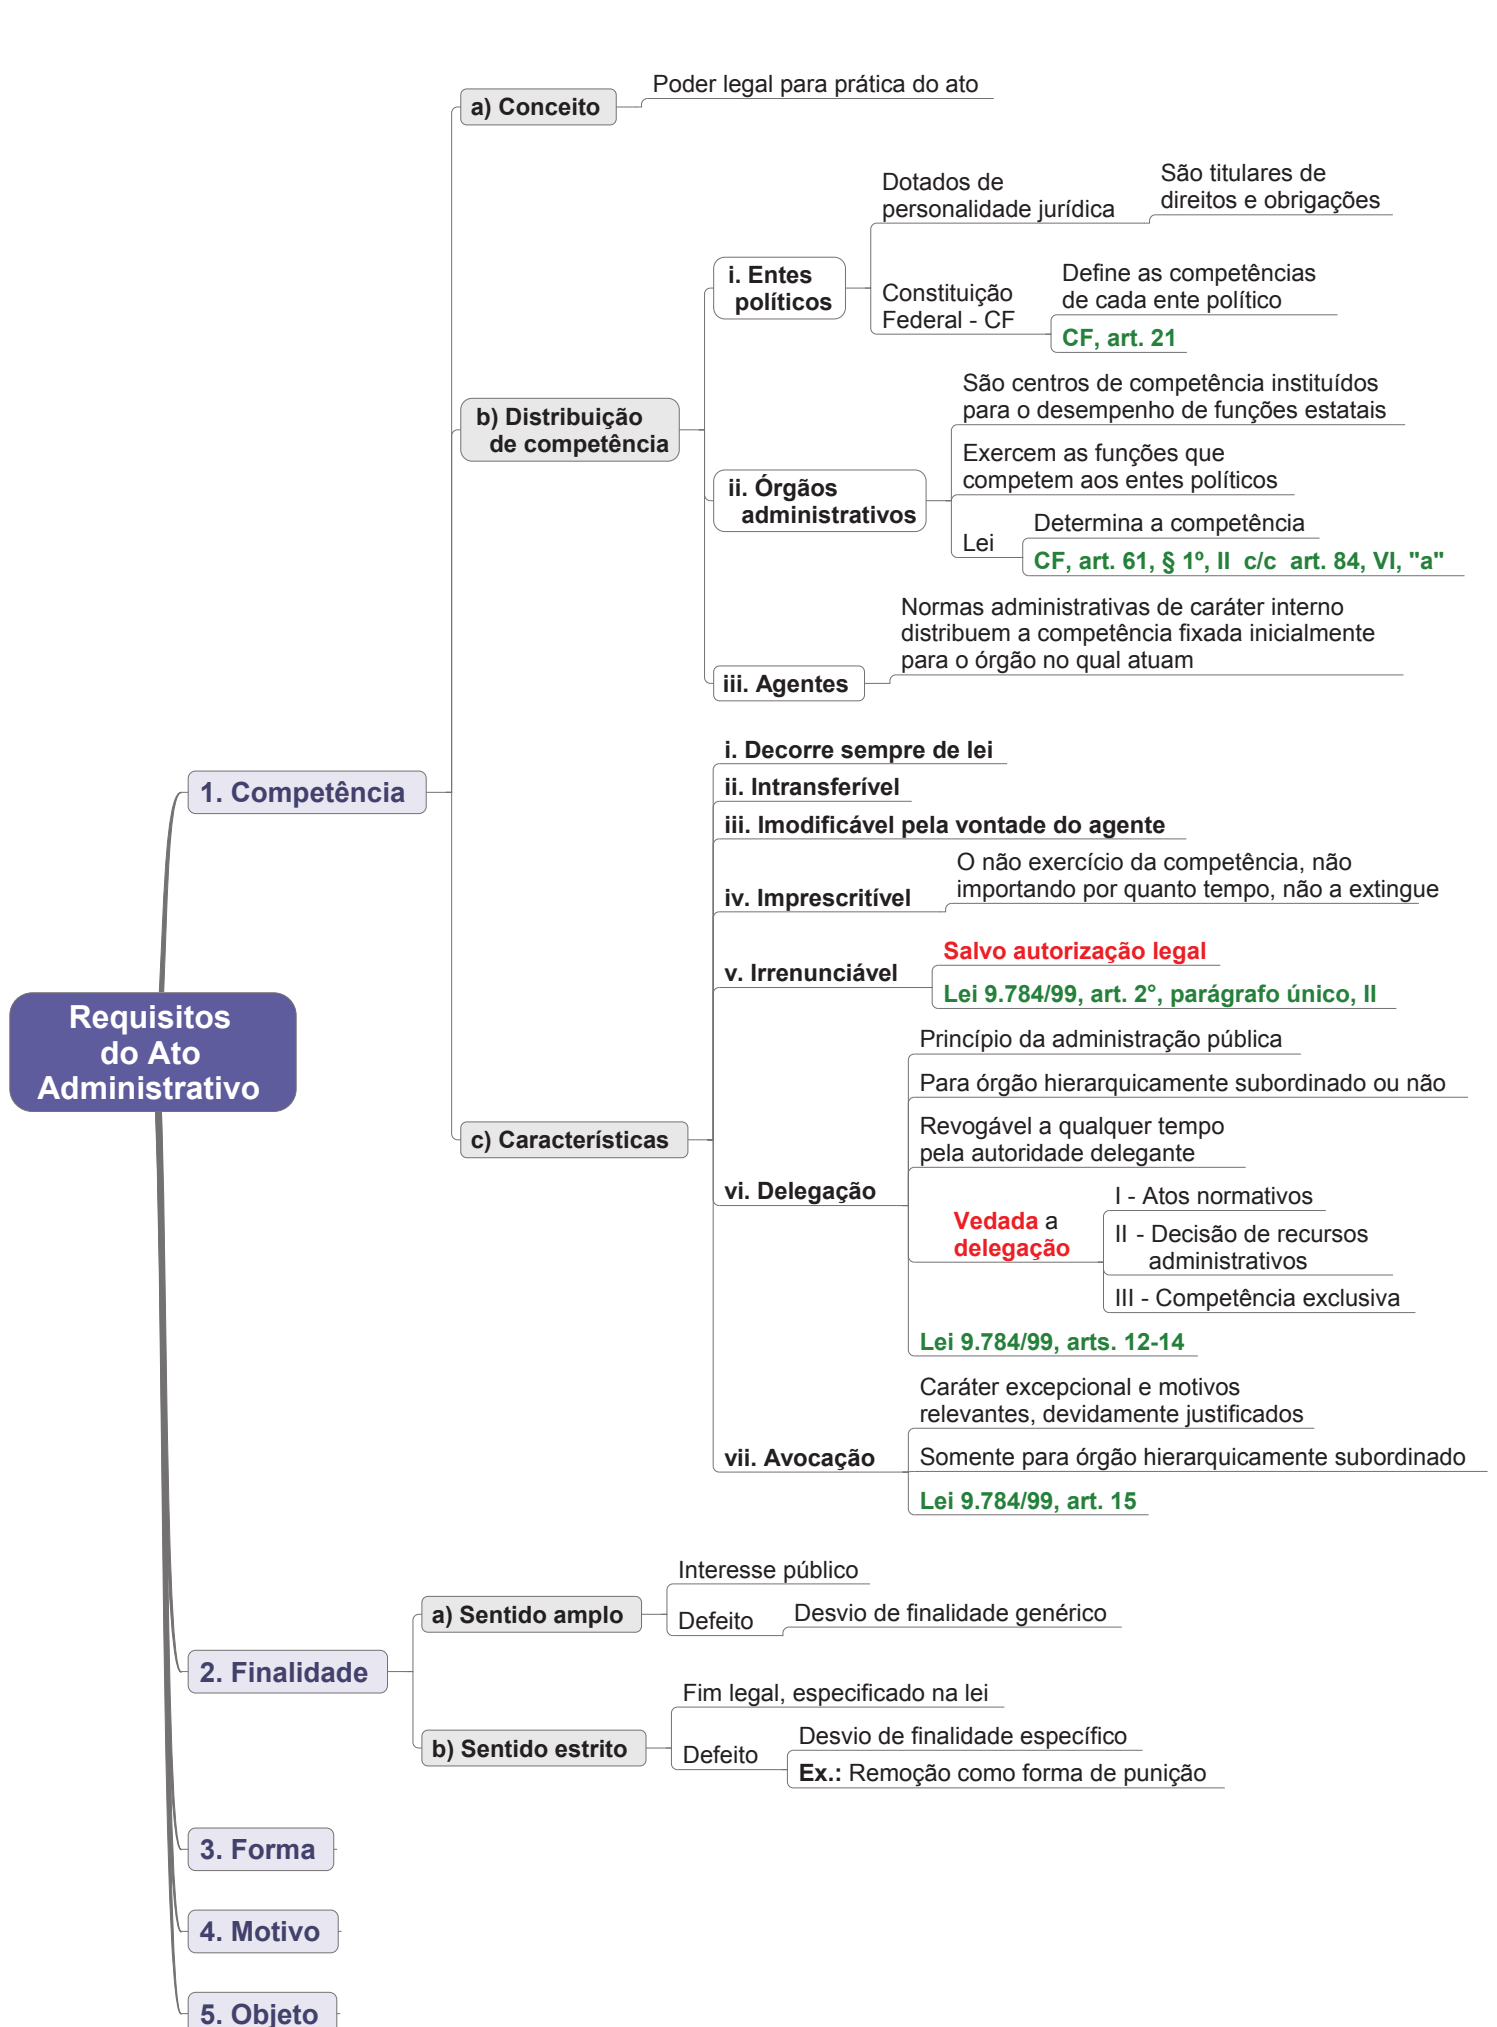 Requisitos
do Ato
Administrativo
1. Competência
a) Conceito
Poder legal para prática do ato
b) Distribuição
de competência
i. Entes
políticos
Dotados de
personalidade jurídica
São titulares de
direitos e obrigações
Constituição
Federal - CF
Define as competências
de cada ente político
CF, art. 21
ii. Órgãos
administrativos
São centros de competência instituídos
para o desempenho de funções estatais
Exercem as funções que
competem aos entes políticos
Lei
Determina a competência
CF, art. 61, § 1º, II  c/c  art. 84, VI, "a"
iii. Agentes
Normas administrativas de caráter interno
distribuem a competência fixada inicialmente
para o órgão no qual atuam
c) Características
i. Decorre sempre de lei
ii. Intransferível
iii. Imodificável pela vontade do agente
iv. Imprescritível
O não exercício da competência, não
importando por quanto tempo, não a extingue
v. Irrenunciável
Salvo autorização legal
Lei 9.784/99, art. 2°, parágrafo único, II
vi. Delegação
Princípio da administração pública
Para órgão hierarquicamente subordinado ou não
Revogável a qualquer tempo
pela autoridade delegante
Vedada a
delegação
I - Atos normativos
II - Decisão de recursos
administrativos
III - Competência exclusiva
Lei 9.784/99, arts. 12-14
vii. Avocação
Caráter excepcional e motivos
relevantes, devidamente justificados
Somente para órgão hierarquicamente subordinado
Lei 9.784/99, art. 15
2. Finalidade
a) Sentido amplo
Interesse público
Defeito
Desvio de finalidade genérico
b) Sentido estrito
Fim legal, especificado na lei
Defeito
Desvio de finalidade específico
Ex.: Remoção como forma de punição
3. Forma
4. Motivo
5. Objeto